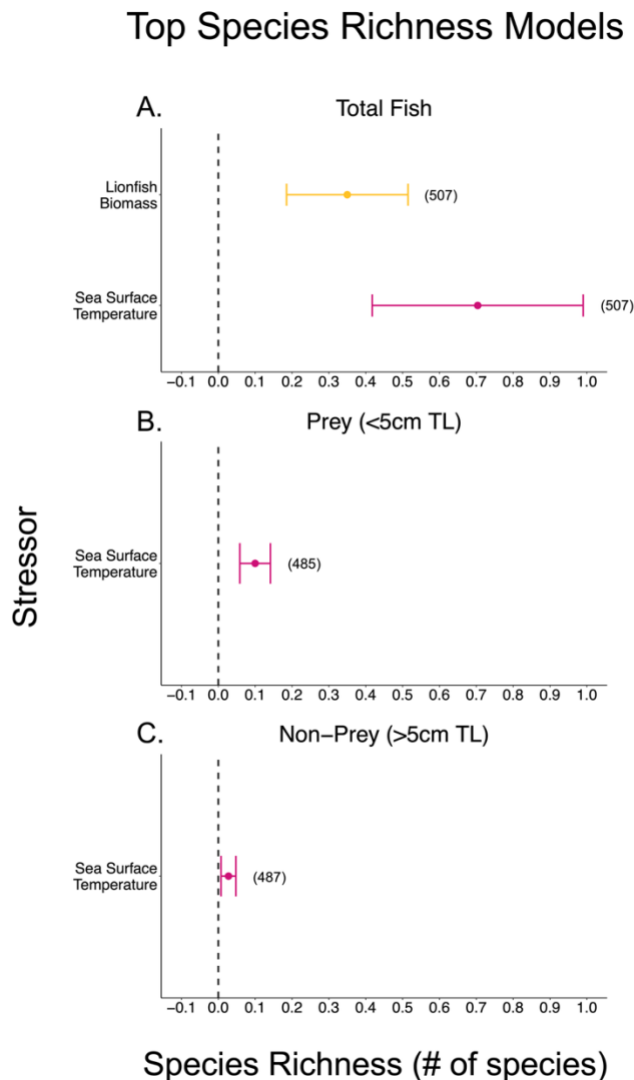 Top Species Richness Models
A. Total Fish
Lionfish
Biomass
(507)
Sea Surface
Temperature
(507)
−0.1 0.0 0.1 0.2 0.3 0.4 0.5 0.6 0.7 0.8 0.9 1.0
B. Prey (<5cm TL)
Sea Surface
Temperature
(485)
−0.1 0.0 0.1 0.2 0.3 0.4 0.5 0.6 0.7 0.8 0.9 1.0
Stressor
C. Non−Prey (>5cm TL)
Sea Surface
Temperature
(487)
−0.1 0.0 0.1 0.2 0.3 0.4 0.5 0.6 0.7 0.8 0.9 1.0
Species Richness (# of species)